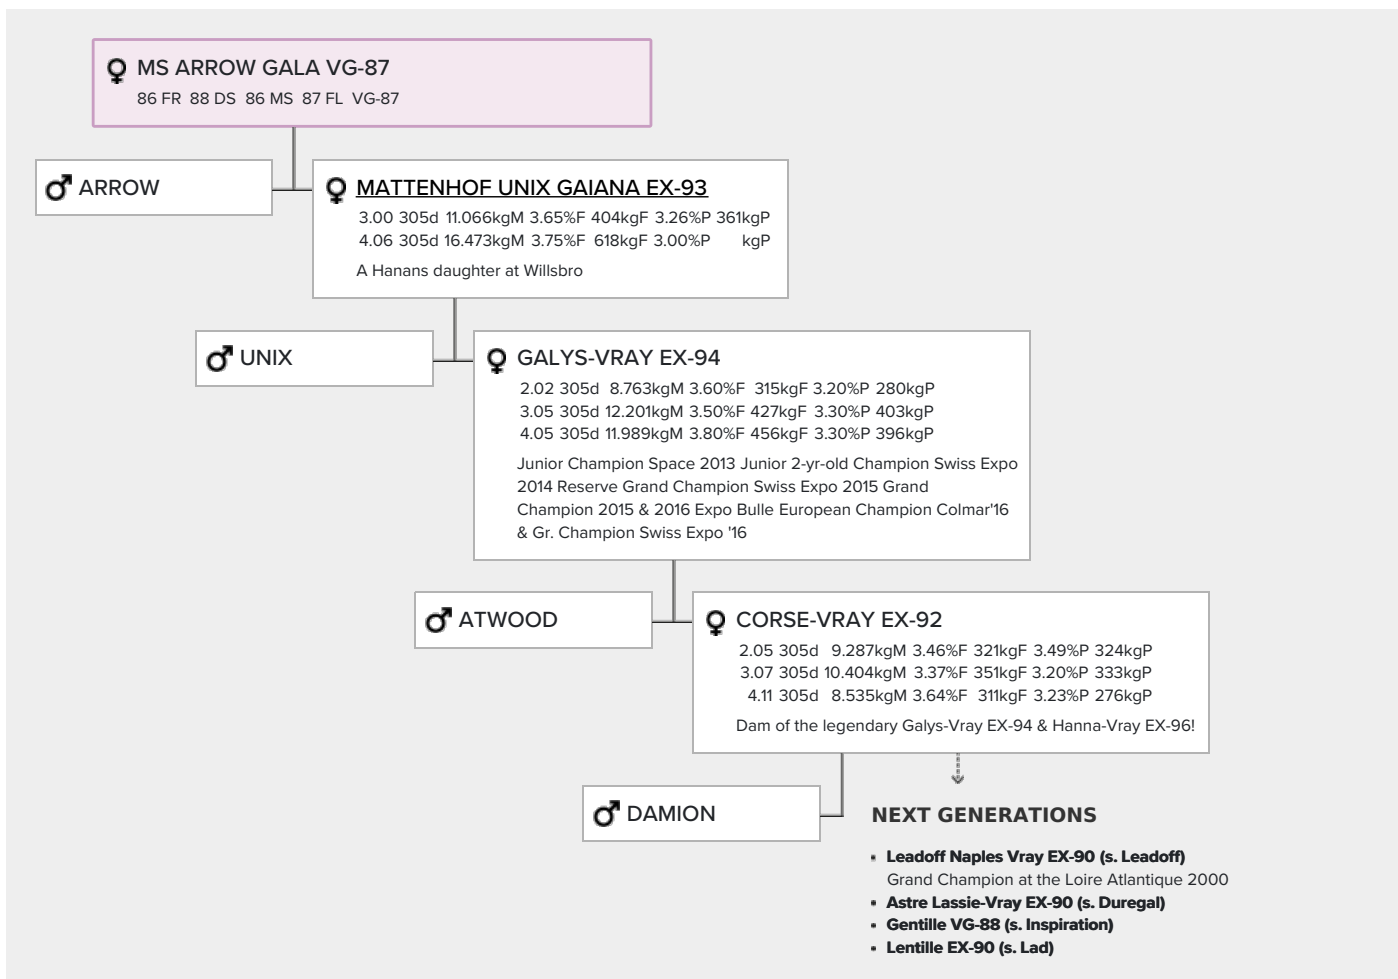 MS ARROW GALA VG-87
86 FR 88 DS 86 MS 87 FL VG-87
ARROW
MATTENHOF UNIX GAIANA EX-93
3.00 305d 11.066kgM 3.65%F 404kgF 3.26%P 361kgP
4.06 305d 16.473kgM 3.75%F 618kgF 3.00%P kgP
A Hanans daughter at Willsbro
UNIX
GALYS-VRAY EX-94
2.02 305d 8.763kgM 3.60%F 315kgF 3.20%P 280kgP
3.05 305d 12.201kgM 3.50%F 427kgF 3.30%P 403kgP
4.05 305d 11.989kgM 3.80%F 456kgF 3.30%P 396kgP
Junior Champion Space 2013 Junior 2-yr-old Champion Swiss Expo
2014 Reserve Grand Champion Swiss Expo 2015 Grand
Champion 2015 & 2016 Expo Bulle European Champion Colmar'16
& Gr. Champion Swiss Expo '16
ATWOOD
CORSE-VRAY EX-92
2.05 305d 9.287kgM 3.46%F 321kgF 3.49%P 324kgP
3.07 305d 10.404kgM 3.37%F 351kgF 3.20%P 333kgP
4.11 305d 8.535kgM 3.64%F 311kgF 3.23%P 276kgP
Dam of the legendary Galys-Vray EX-94 & Hanna-Vray EX-96!
DAMION
NEXT GENERATIONS
Leadoff Naples Vray EX-90 (s. Leadoff)
Grand Champion at the Loire Atlantique 2000
Astre Lassie-Vray EX-90 (s. Duregal)
Gentille VG-88 (s. Inspiration)
Lentille EX-90 (s. Lad)